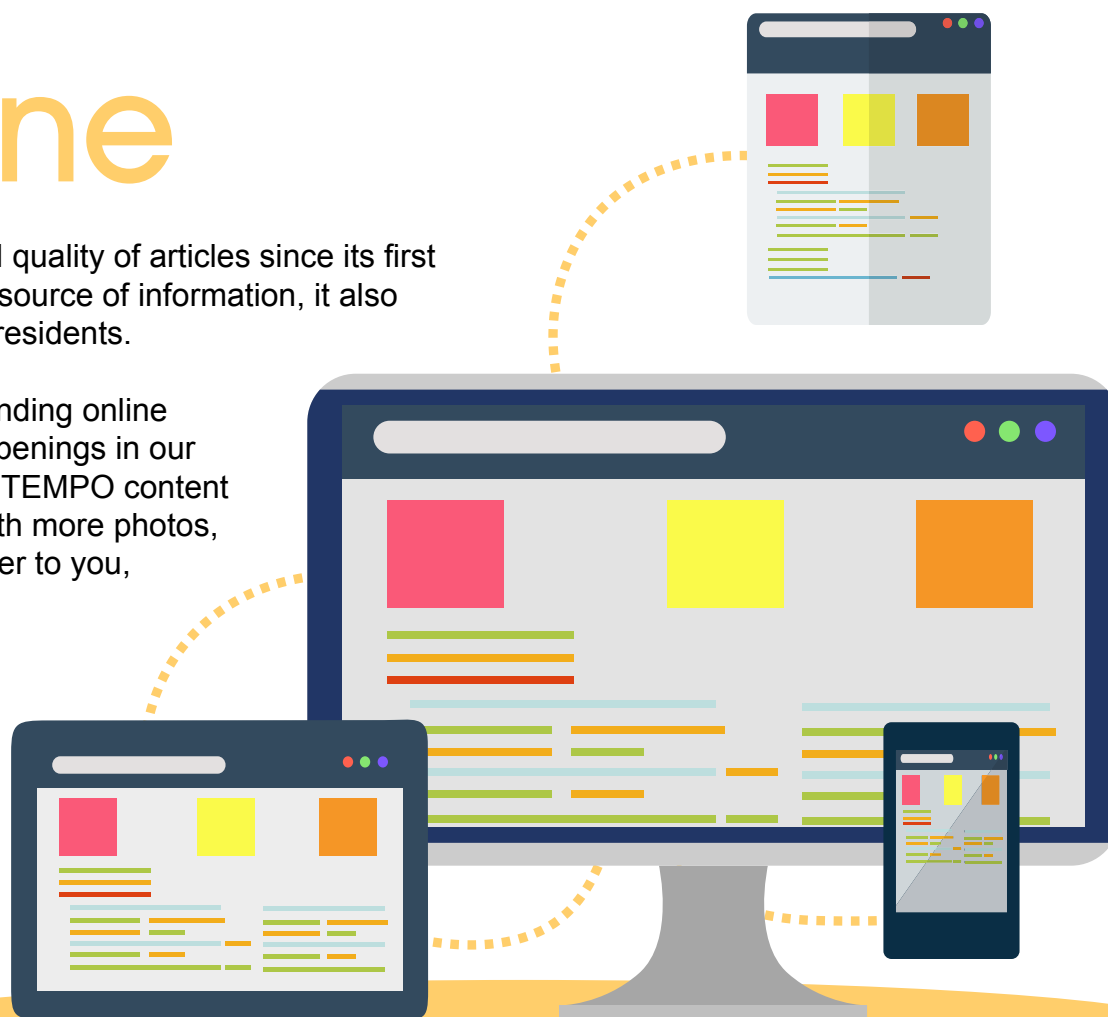 ne
quality of articles since its first
source of information, it also
residents.
nding online
penings in our
TEMPO content
th more photos,
er to you,